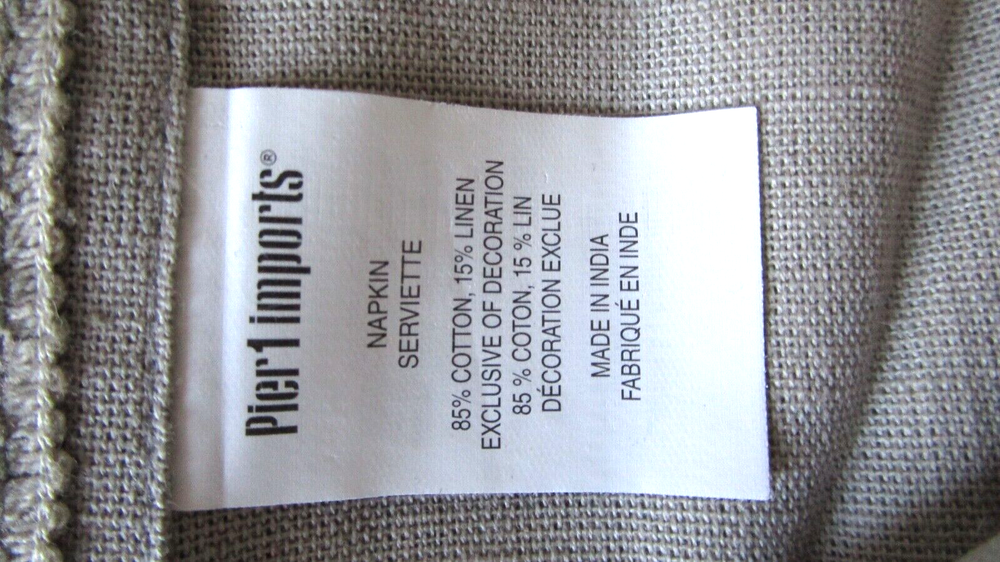 Pier1 imports®
NAPKIN
SERVIETTE
85% COTTON, 15% LINEN
EXCLUSIVE OF DECORATION
85 % COTON, 15 % LIN
DÉCORATION EXCLUE
MADE IN INDIA
FABRIQUÉ EN INDE